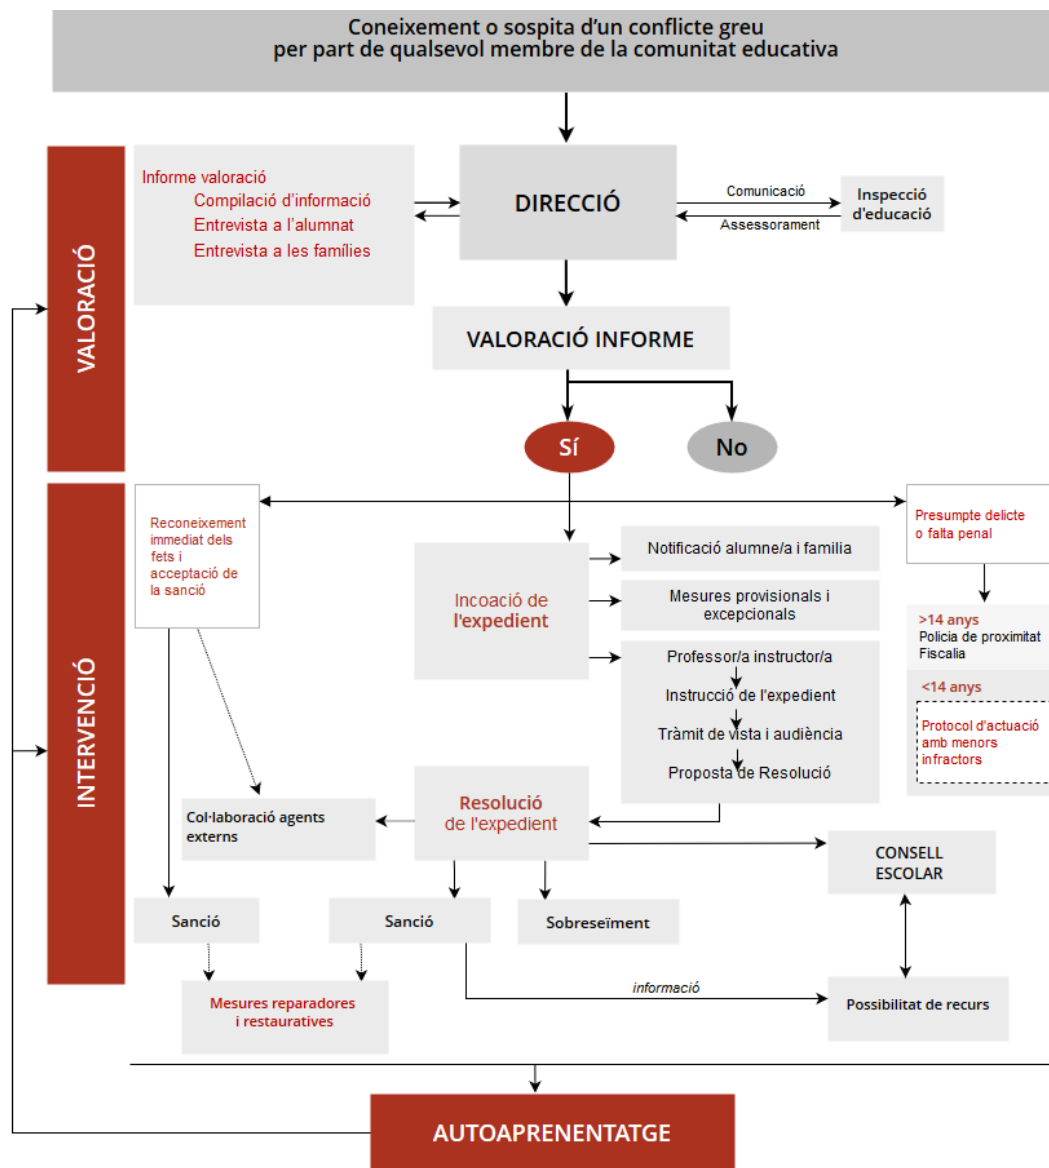 Coneixement o sospita d'un conflicte greu
per part de qualsevol membre de la comunitat educativa
VALORACIÓ
Informe valoració
Compilació d'informació
Entrevista a l'alumnat
Entrevista a les famílies
DIRECCIÓ
Comunicació
Assessorament
Inspecció
d'educació
VALORACIÓ INFORME
Sí
No
INTERVENCIÓ
Reconeixement
immediat dels
fets i
acceptació de
la sanció
Incoació de
l'expedient
Notificació alumne/a i familia
Mesures provisionals i
excepcionals
Professor/a instructor/a
Instrucció de l'expedient
Tràmit de vista i audiència
Proposta de Resolució
Presumpte delicte
o falta penal
>14 anys
Policia de proximitat
Fiscalia
<14 anys
Protocol d'actuació
amb menors
infractors
Col·laboració agents
externs
Resolució
de l'expedient
CONSELL
ESCOLAR
Sanció
Sanció
Sobreseïment
Mesures reparadores
i restauratives
informació
Possibilitat de recurs
AUTOAPRENENTATGE